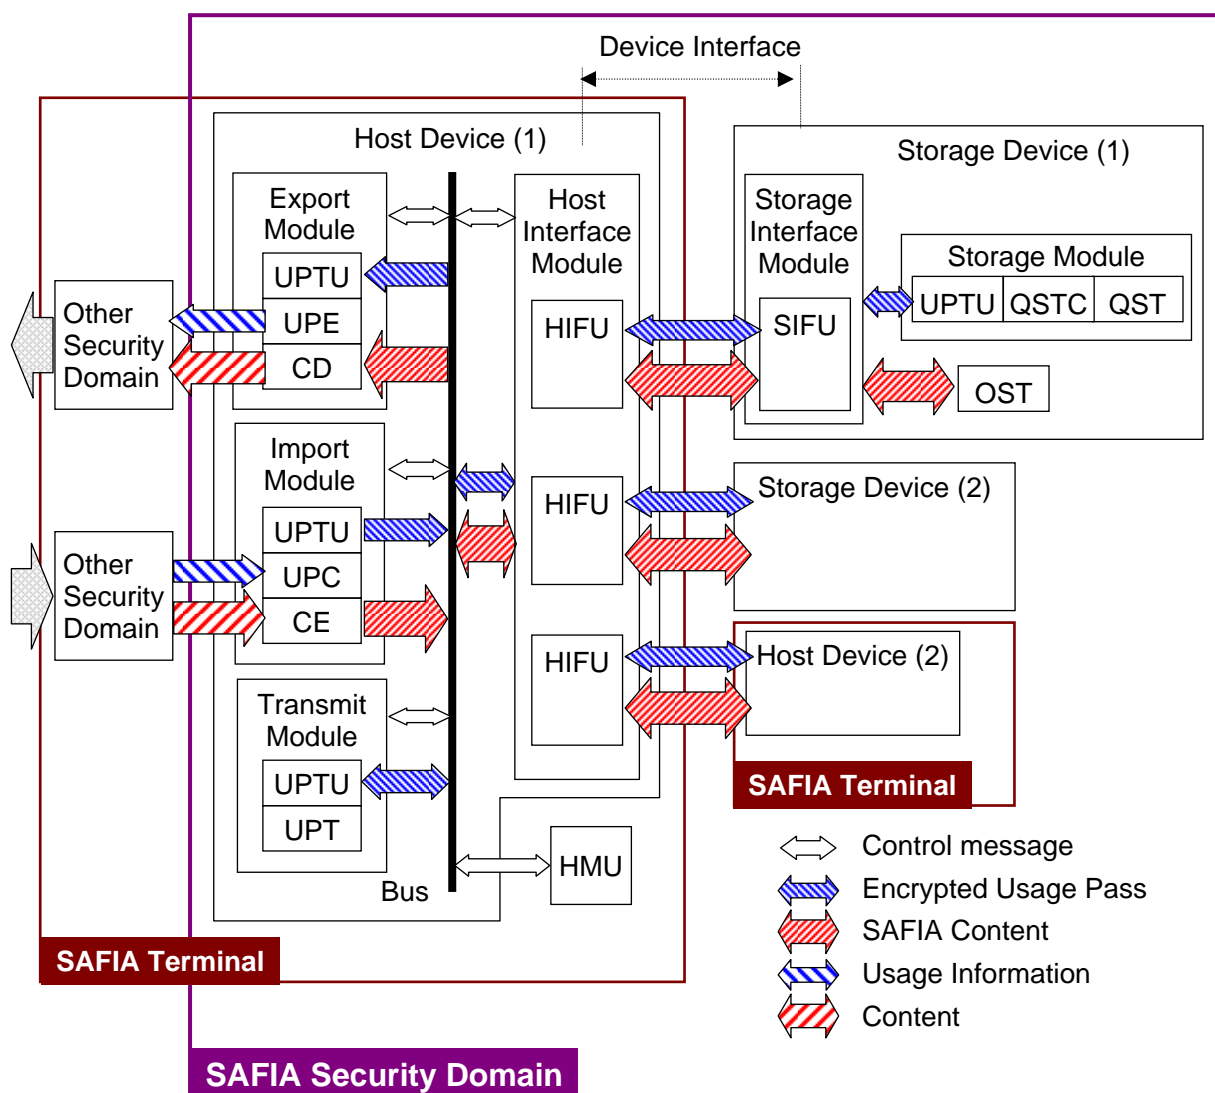 Device Interface
Host Device (1)
Storage Device (1)
Export
Module
UPTU
UPE
CD
Host
Interface
Module
HIFU
Storage
Interface
Module
SIFU
Storage Module
UPTU
QSTC
QST
OST
Other
Security
Domain
Import
Module
UPTU
UPC
CE
HIFU
Storage Device (2)
Other
Security
Domain
HIFU
Host Device (2)
SAFIA Terminal
Transmit
Module
UPTU
UPT
Bus
HMU
Control message
Encrypted Usage Pass
SAFIA Content
Usage Information
Content
SAFIA Terminal
SAFIA Security Domain